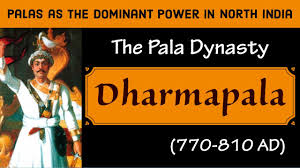 PALAS AS THE DOMINANT POWER IN NORTH INDIA
The Pala Dynasty
Dharmapala
(770-810 AD)